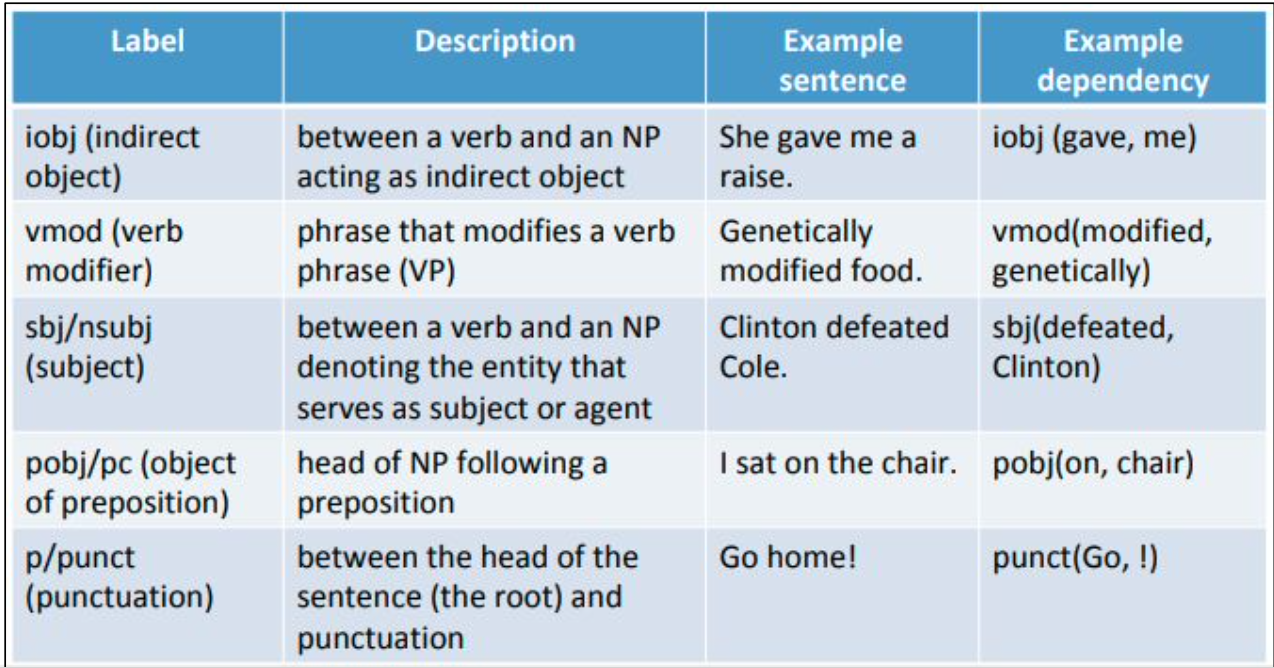 Label
Description
Example
sentence
Example
dependency
iobj (indirect
object)
between a verb and an NP
acting as indirect object
She gave me a
raise.
iobj (gave, me)
vmod (verb
modifier)
phrase that modifies a verb
phrase (VP)
Genetically
modified food.
vmod(modified,
genetically)
sbj/nsubj
(subject)
between a verb and an NP
denoting the entity that
serves as subject or agent
Clinton defeated
Cole.
sbj(defeated,
Clinton)
pobj/pc (object
of preposition)
head of NP following a
preposition
I sat on the chair.
pobj(on, chair)
p/punct
(punctuation)
between the head of the
sentence (the root) and
punctuation
Go home!
punct(Go, !)